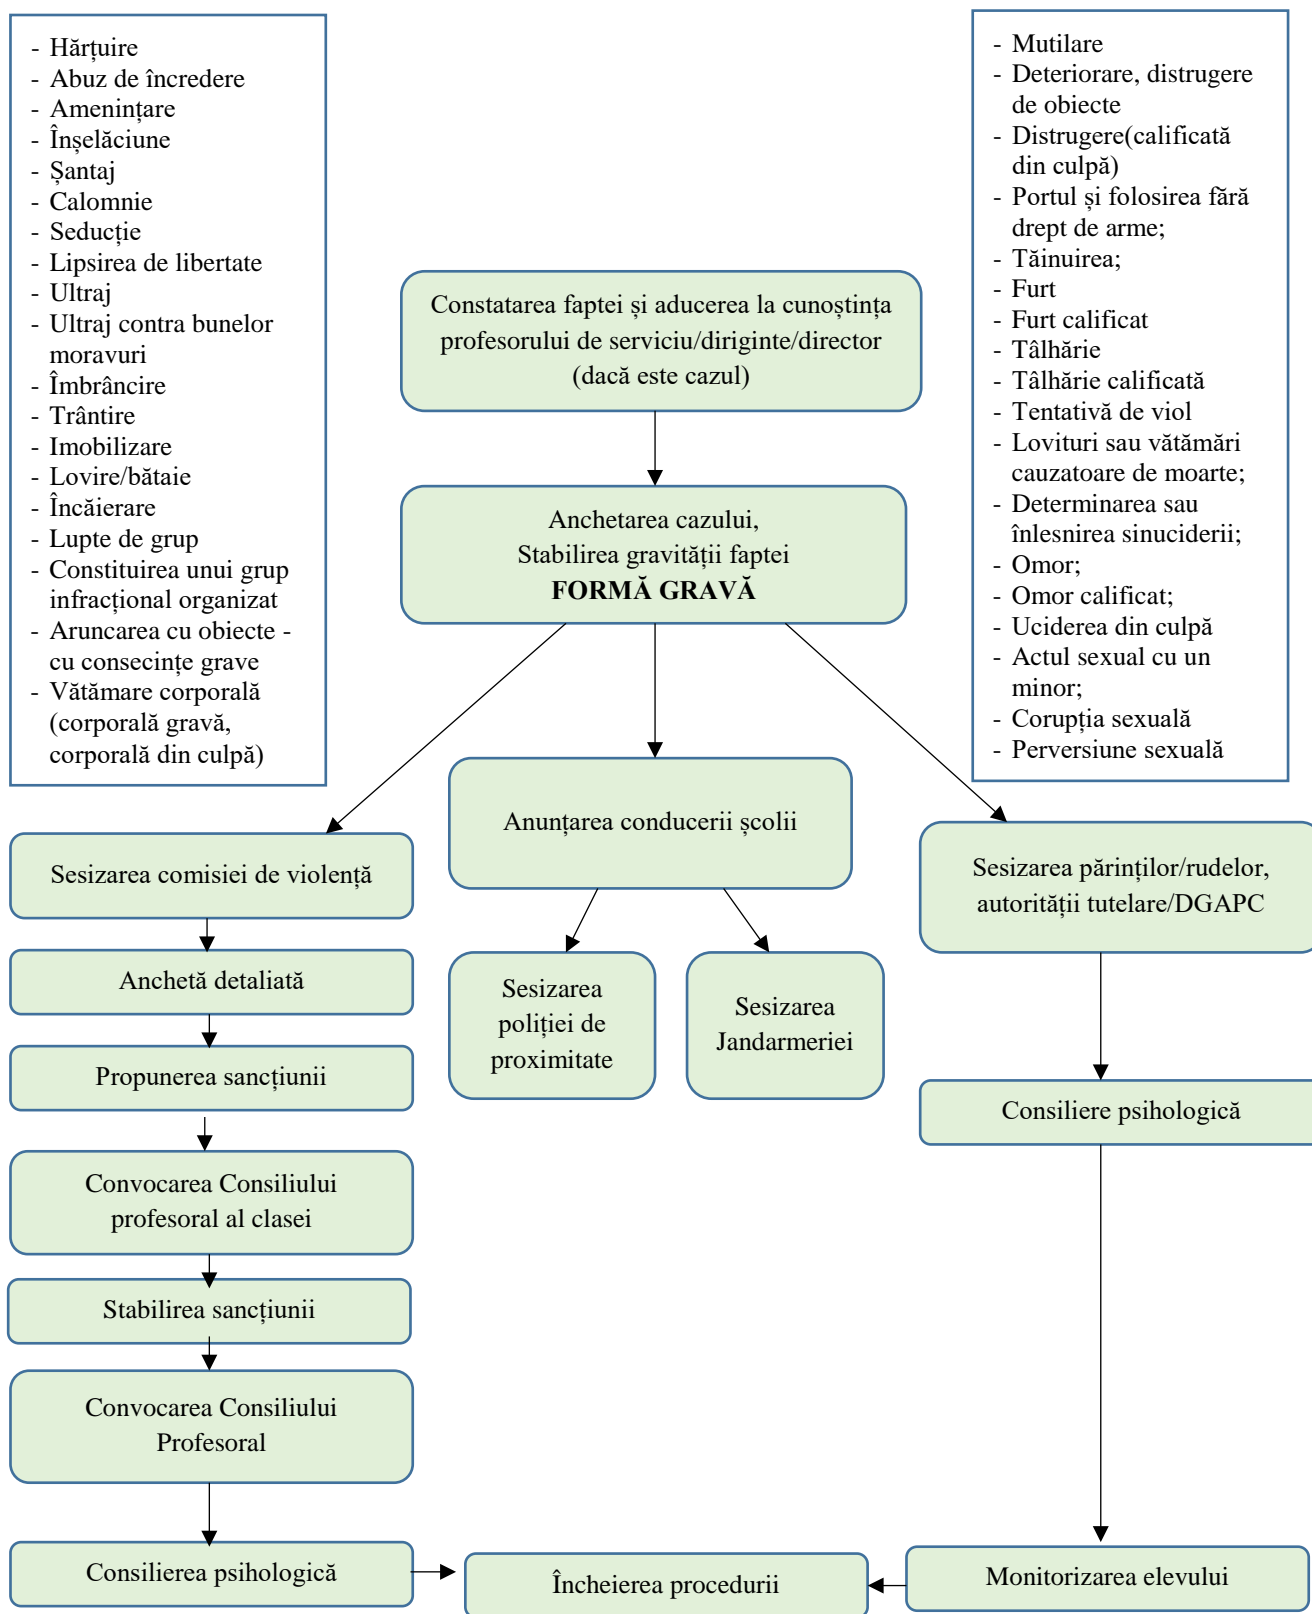 - Hărțuire
- Abuz de încredere
- Amenințare
- Înșelăciune
- Șantaj
- Calomnie
- Seducție
- Lipsirea de libertate
- Ultraj
- Ultraj contra bunelor
moravuri
- Îmbrâncire
- Trântire
- Imobilizare
- Lovire/bătaie
- Încăierare
- Lupte de grup
- Constituirea unui grup
infracțional organizat
- Aruncarea cu obiecte -
cu consecințe grave
- Vătămare corporală
(corporală gravă,
corporală din culpă)
- Mutilare
- Deteriorare, distrugere
de obiecte
- Distrugere(calificată
din culpă)
- Portul și folosirea fără
drept de arme;
- Tăinuirea;
- Furt
- Furt calificat
- Tâlhărie
- Tâlhărie calificată
- Tentativă de viol
- Lovituri sau vătămări
cauzatoare de moarte;
- Determinarea sau
înlesnirea sinuciderii;
- Omor;
- Omor calificat;
- Uciderea din culpă
- Actul sexual cu un
minor;
- Corupția sexuală
- Perversiune sexuală
Constatarea faptei și aducerea la cunoștința
profesorului de serviciu/diriginte/director
(dacă este cazul)
Anchetarea cazului,
Stabilirea gravității faptei
FORMĂ GRAVĂ
Sesizarea comisiei de violență
Anchetă detaliată
Propunerea sancțiunii
Convocarea Consiliului
profesoral al clasei
Stabilirea sancțiunii
Convocarea Consiliului
Profesoral
Consilierea psihologică
Anunțarea conducerii școlii
Sesizarea
poliției de
proximitate
Sesizarea
Jandarmeriei
Sesizarea părinților/rudelor,
autorității tutelare/DGAPC
Consiliere psihologică
Monitorizarea elevului
Încheierea procedurii